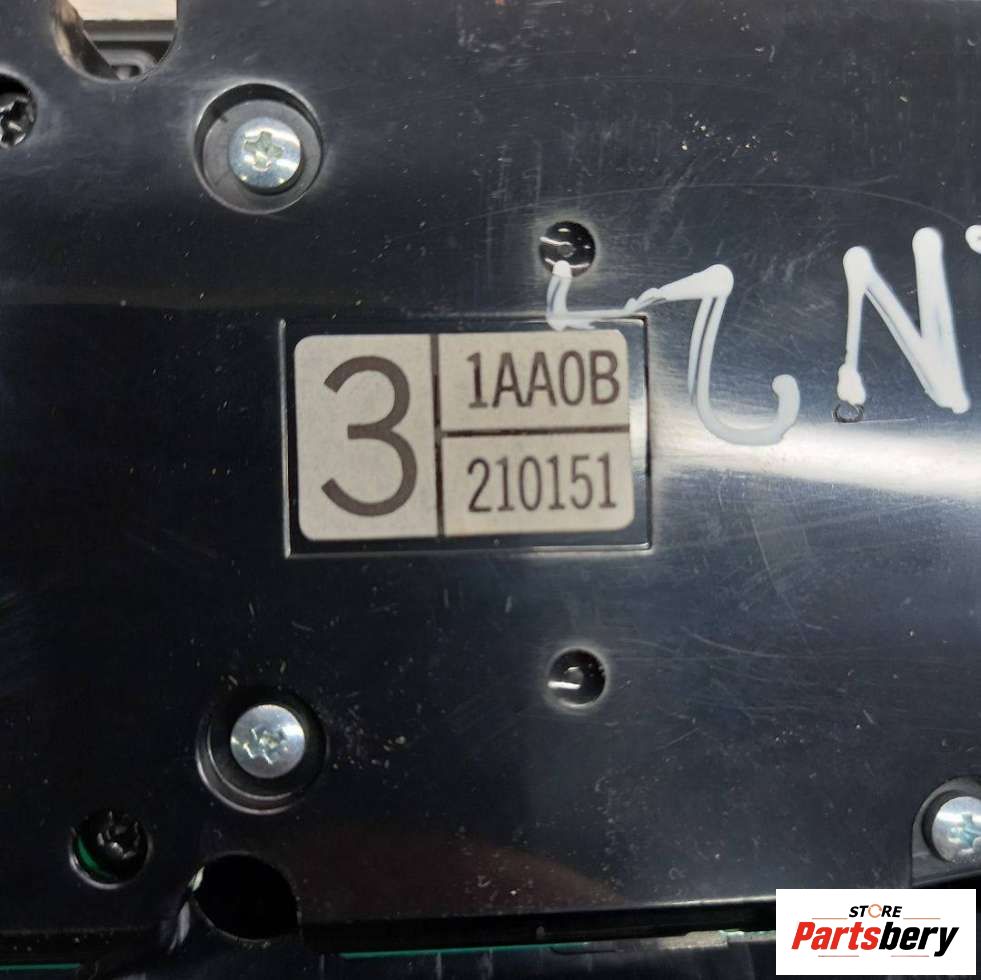 3
1AA0B
210151
STORE
Partsbery